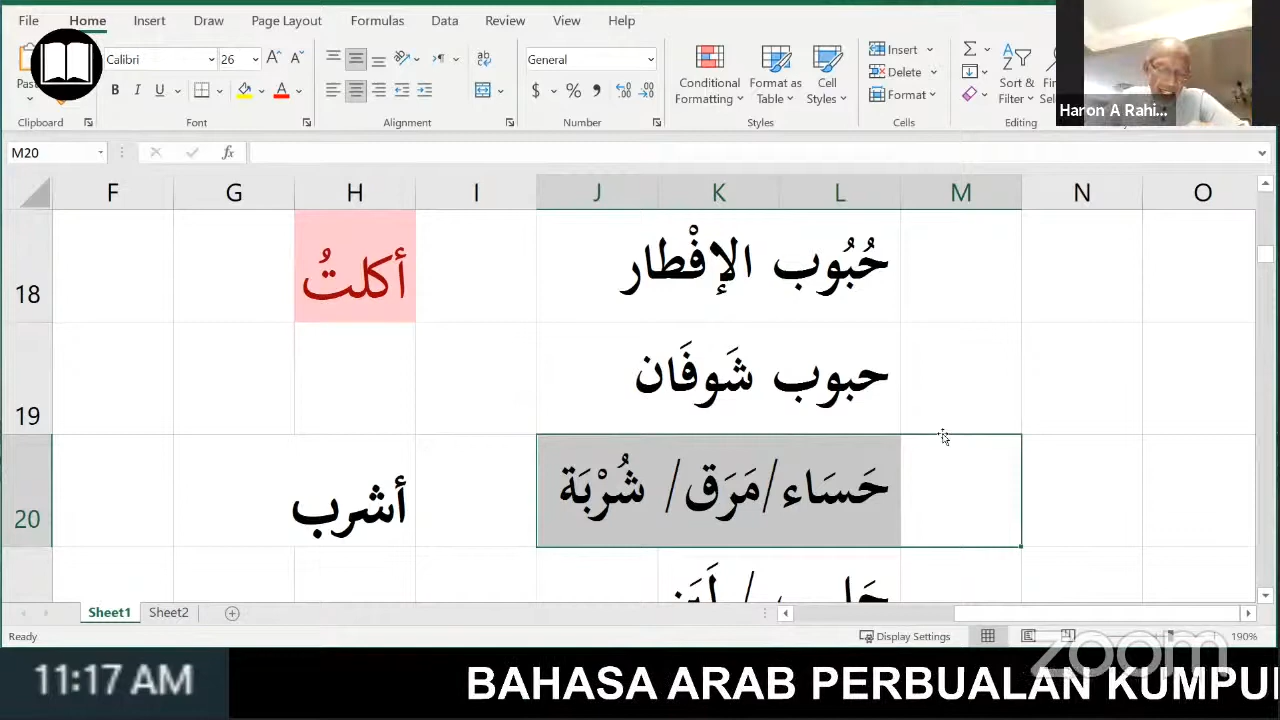 File Home Insert Draw Page Layout Formulas Data Review View Help
Calibri 26 General
Insert
Delete
Format
Conditional Formatting
Format as Table
Cell Styles
Sort & Filter
Clipboard Font Alignment Number Styles Cells Editing
Haron A Rahi...
M20 fx
F G H I J K L M N O
18 أكلتُ حُبُوب الإفْطار
19 حبوب شَوفَان
20 أشرب حَسَاء/مَرَق/ شُرْبَة
Sheet1 Sheet2
Ready Display Settings 190%
zoom
11:17 AM BAHASA ARAB PERBUALAN KUMPU